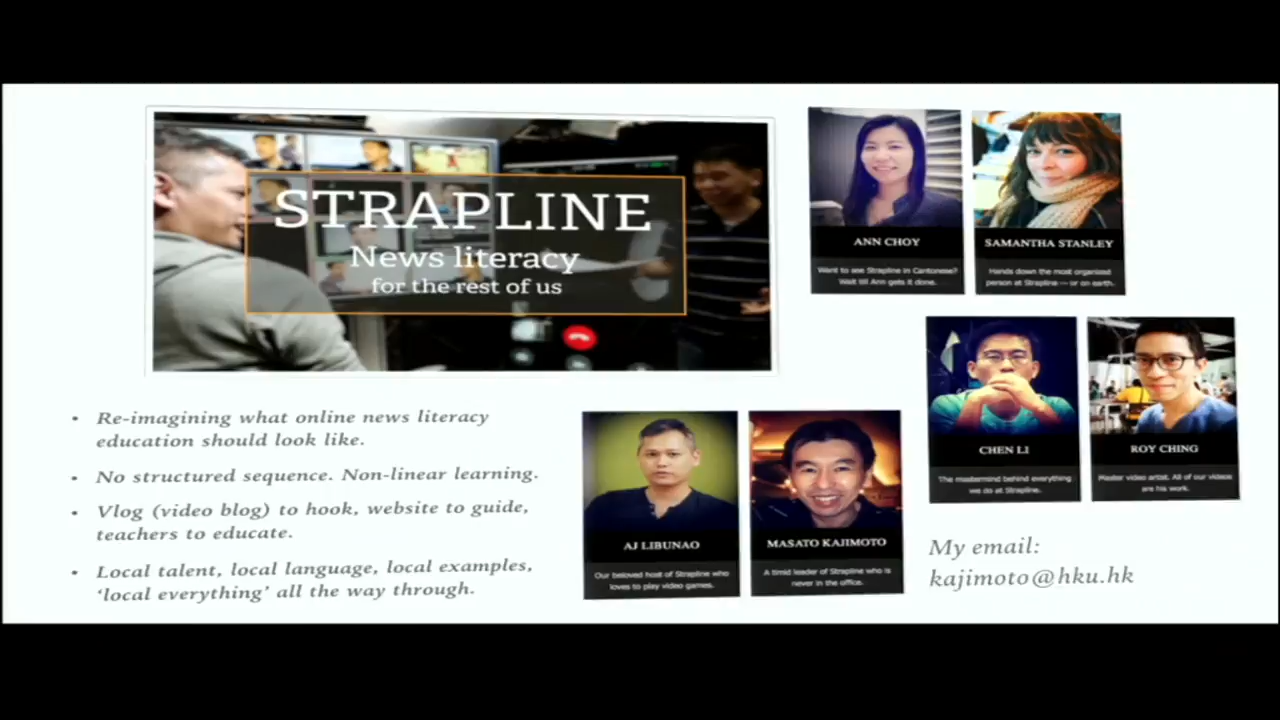 STRAPLINE
News literacy
for the rest of us
ANN CHOY
Want to see Strapline in Cantonese?
Wait till Ann gets it done.
SAMANTHA STANLEY
Hands down the most organised
person at Strapline — or on earth.
CHEN LI
The mastermind behind everything
we do at Strapline.
ROY CHING
Master video artist. All of our videos
are his work.
• Re-imagining what online news literacy
education should look like.
• No structured sequence. Non-linear learning.
• Vlog (video blog) to hook, website to guide,
teachers to educate.
• Local talent, local language, local examples,
‘local everything’ all the way through.
AJ LIBUNAO
Our beloved host of Strapline who
loves to play video games.
MASATO KAJIMOTO
A timid leader of Strapline who is
never in the office.
My email:
kajimoto@hku.hk